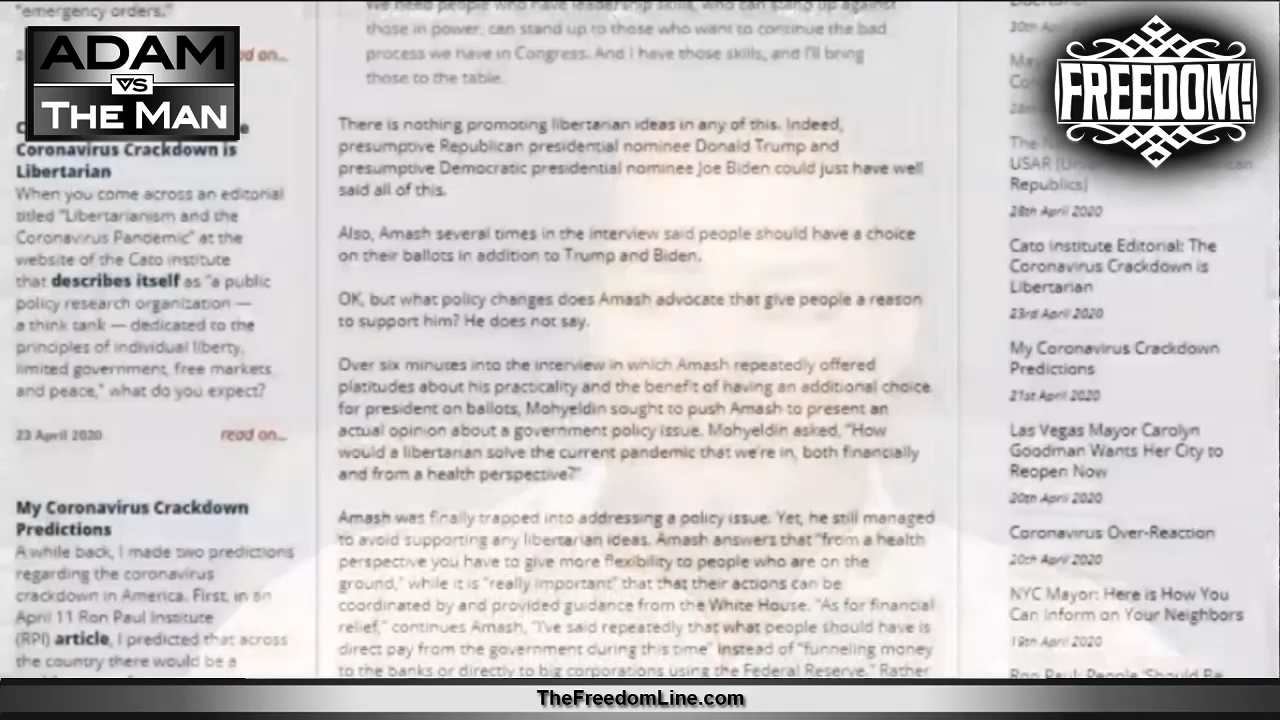 "emergency orders."
ADAM
VS
THE MAN
on...
Coronavirus Crackdown is
Libertarian
When you come across an editorial
titled "Libertarianism and the
Coronavirus Pandemic" at the
website of the Cato Institute
that describes itself as "a public
policy research organization —
a think tank — dedicated to the
principles of individual liberty,
limited government, free markets,
and peace," what do you expect?
23 April 2020 read on...
My Coronavirus Crackdown
Predictions
A while back, I made two predictions
regarding the coronavirus
crackdown in America. First, in an
April 11 Ron Paul Institute
(RPI) article, I predicted that across
the country there would be a
We need people who have leadership skills, who can stand up against
those in power, can stand up to those who want to continue the bad
process we have in Congress. And I have those skills, and I'll bring
those to the table.
There is nothing promoting libertarian ideas in any of this. Indeed,
presumptive Republican presidential nominee Donald Trump and
presumptive Democratic presidential nominee Joe Biden could just have well
said all of this.
Also, Amash several times in the interview said people should have a choice
on their ballots in addition to Trump and Biden.
OK, but what policy changes does Amash advocate that give people a reason
to support him? He does not say.
Over six minutes into the interview in which Amash repeatedly offered
platitudes about his practicality and the benefit of having an additional choice
for president on ballots, Mohyeldin sought to push Amash to present an
actual opinion about a government policy issue. Mohyeldin asked, "How
would a libertarian solve the current pandemic that we're in, both financially
and from a health perspective?"
Amash was finally trapped into addressing a policy issue. Yet, he still managed
to avoid supporting any libertarian ideas. Amash answers that "from a health
perspective you have to give more flexibility to people who are on the
ground," while it is "really important" that that their actions can be
coordinated by and provided guidance from the White House. "As for financial
relief," continues Amash, "I've said repeatedly that what people should have is
direct pay from the government during this time" instead of "funneling money
to the banks or directly to big corporations using the Federal Reserve." Rather
FREEDOM!
USAR
Republics)
28th April 2020
Cato Institute Editorial: The
Coronavirus Crackdown is
Libertarian
23rd April 2020
My Coronavirus Crackdown
Predictions
21st April 2020
Las Vegas Mayor Carolyn
Goodman Wants Her City to
Reopen Now
20th April 2020
Coronavirus Over-Reaction
20th April 2020
NYC Mayor: Here is How You
Can Inform on Your Neighbors
19th April 2020
Ron Paul: People 'Should Be
TheFreedomLine.com